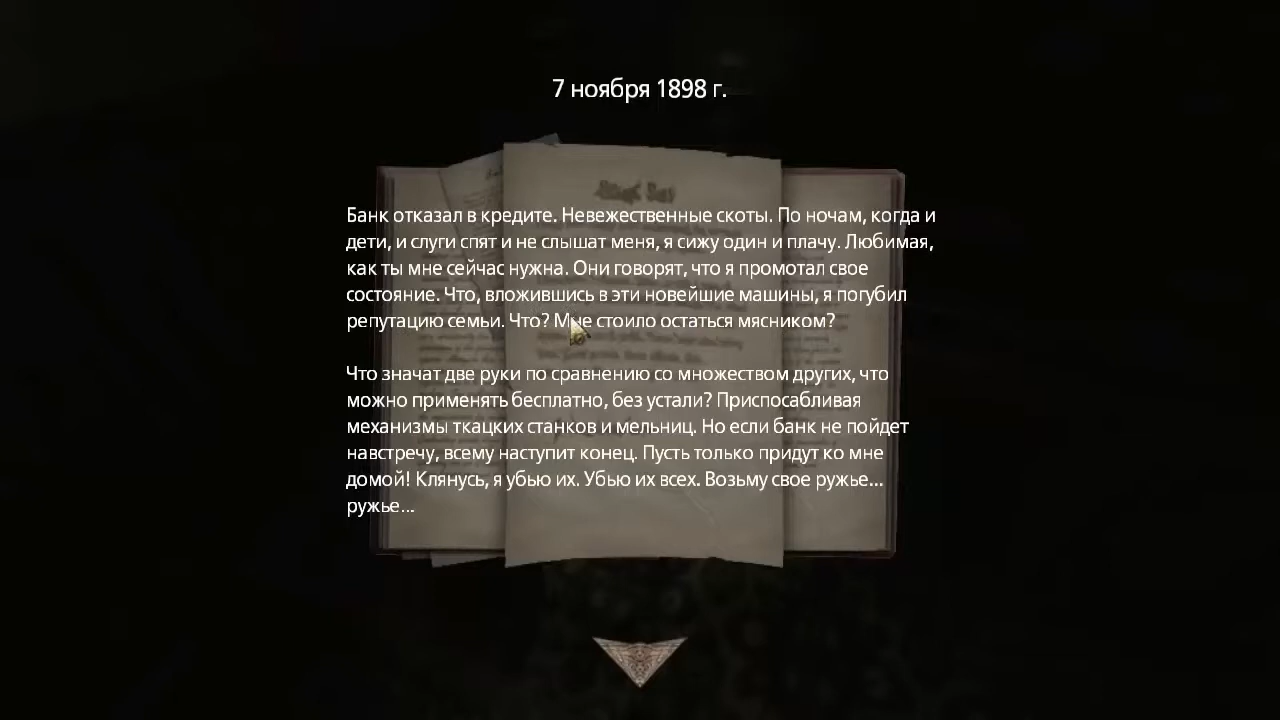 7 ноября 1898 г.
Банк отказал в кредите. Невежественные скоты. По ночам, когда и
дети, и слуги спят и не слышат меня, я сижу один и плачу. Любимая,
как ты мне сейчас нужна. Они говорят, что я промотал свое
состояние. Что, вложившись в эти новейшие машины, я погубил
репутацию семьи. Что? Мне стоило остаться мясником?
Что значат две руки по сравнению со множеством других, что
можно применять бесплатно, без устали? Приспосабливая
механизмы ткацких станков и мельниц. Но если банк не пойдет
навстречу, всему наступит конец. Пусть только придут ко мне
домой! Клянусь, я убью их. Убью их всех. Возьму свое ружье...
ружье...